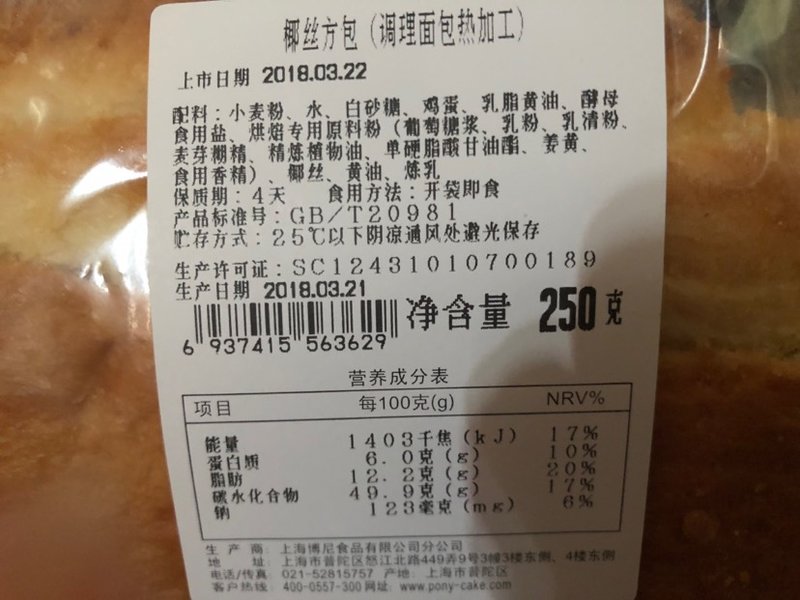 椰丝方包（调理面包热加工）
上市日期 2018.03.22
配料：小麦粉、水、白砂糖、鸡蛋、乳脂黄油、酵母
食用盐、烘焙专用原料粉（葡萄糖浆、乳粉、乳清粉、
麦芽糊精、精炼植物油、单硬脂酸甘油酯、姜黄、
食用香精）、椰丝、黄油、炼乳
保质期：4天 食用方法：开袋即食
产品标准号：GB/T20981
贮存方式：25℃以下阴凉通风处避光保存
生产许可证：SC12431010700189
生产日期 2018.03.21
净含量 250克
6 937415 563629
营养成分表
项目 每100克(g) NRV%
能量 1403千焦(kJ) 17%
蛋白质 6.0克(g) 10%
脂肪 12.2克(g) 20%
碳水化合物 49.9克(g) 17%
钠 123毫克(mg) 6%
生产商：上海博尼食品有限公司分公司
地址：上海市普陀区怒江北路449弄9号3幢3楼东侧、4楼东侧
电话/传真：021-52815757 产地：上海市普陀区
客户热线：400-0557-300 网址：www.pony-cake.com